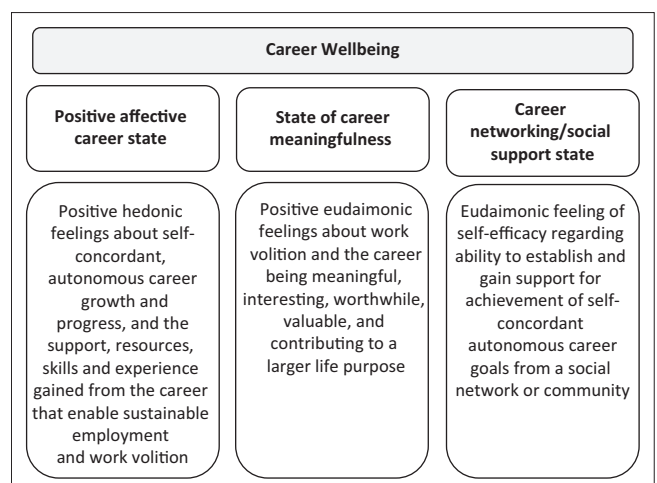 Career Wellbeing
Positive affective
career state
State of career
meaningfulness
Career
networking/social
support state
Positive hedonic
feelings about self-
concordant,
autonomous career
growth and
progress, and the
support, resources,
skills and experience
gained from the career
that enable sustainable
employment
and work volition
Positive eudaimonic
feelings about work
volition and the career
being meaningful,
interesting, worthwhile,
valuable, and
contributing to a
larger life purpose
Eudaimonic feeling of
self-efficacy regarding
ability to establish and
gain support for
achievement of self-
concordant
autonomous career
goals from a social
network or community